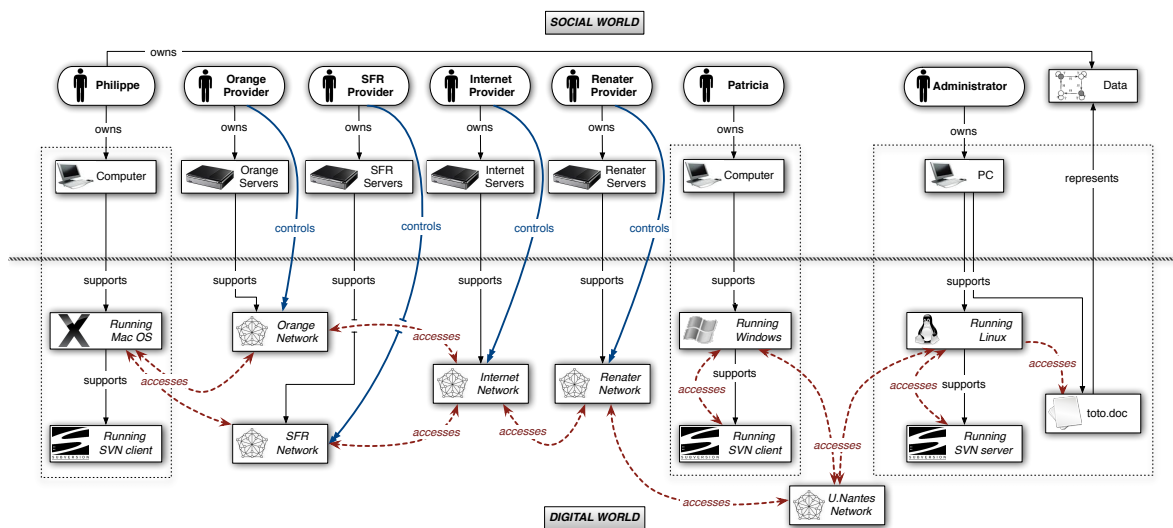 SOCIAL WORLD
owns
Philippe
Orange
Provider
SFR
Provider
Internet
Provider
Renater
Provider
Patricia
Administrator
Data
owns
owns
owns
owns
owns
owns
owns
Computer
Orange
Servers
SFR
Servers
Internet
Servers
Renater
Servers
Computer
PC
represents
controls
controls
controls
controls
supports
supports
supports
supports
supports
supports
supports
Running
Mac OS
Orange
Network
accesses
Running
Windows
Running
Linux
accesses
supports
accesses
Internet
Network
Renater
Network
accesses
supports
accesses
supports
accesses
toto.doc
Running
SVN client
SUBVERSION
SFR
Network
accesses
accesses
Running
SVN client
SUBVERSION
accesses
Running
SVN server
SUBVERSION
accesses
U.Nantes
Network
DIGITAL WORLD